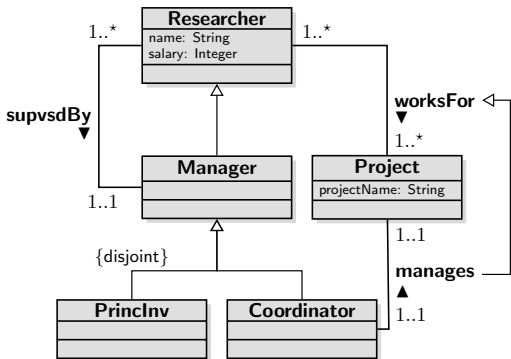 Researcher
name: String
salary: Integer
1..*
1..*
supvsdBy
worksFor
1..*
Manager
Project
projectName: String
1..1
1..1
{disjoint}
manages
PrincInv
Coordinator
1..1